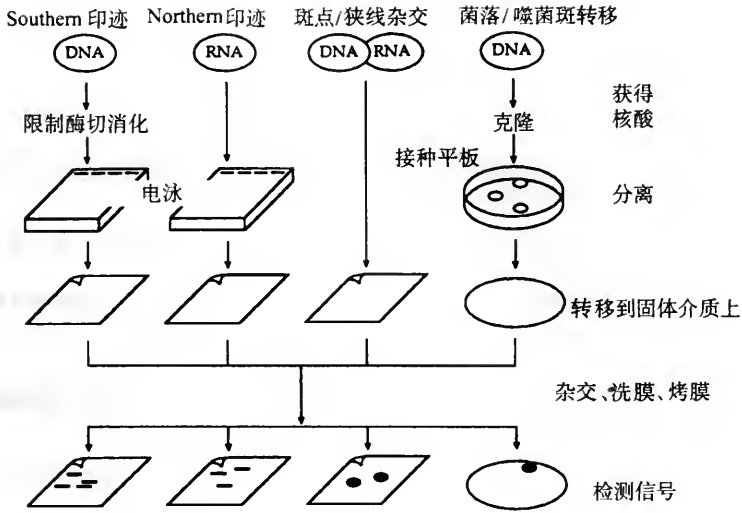 Southern 印迹
Northern印迹
斑点/狭线杂交
菌落/噬菌斑转移
DNA
RNA
DNA
RNA
DNA
获得
核酸
限制酶切消化
克隆
接种平板
电泳
分离
转移到固体介质上
杂交、洗膜、烤膜
检测信号